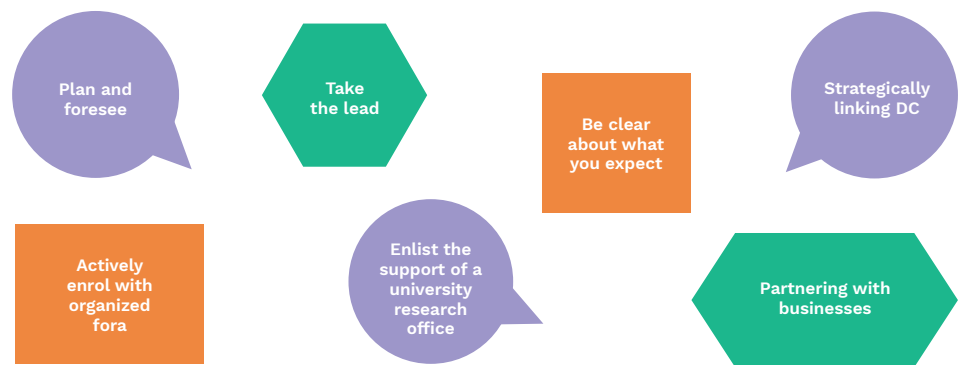 Plan and
foresee
Take
the lead
Be clear
about what
you expect
Strategically
linking DC
Actively
enrol with
organized
fora
Enlist the
support of a
university
research
office
Partnering with
businesses